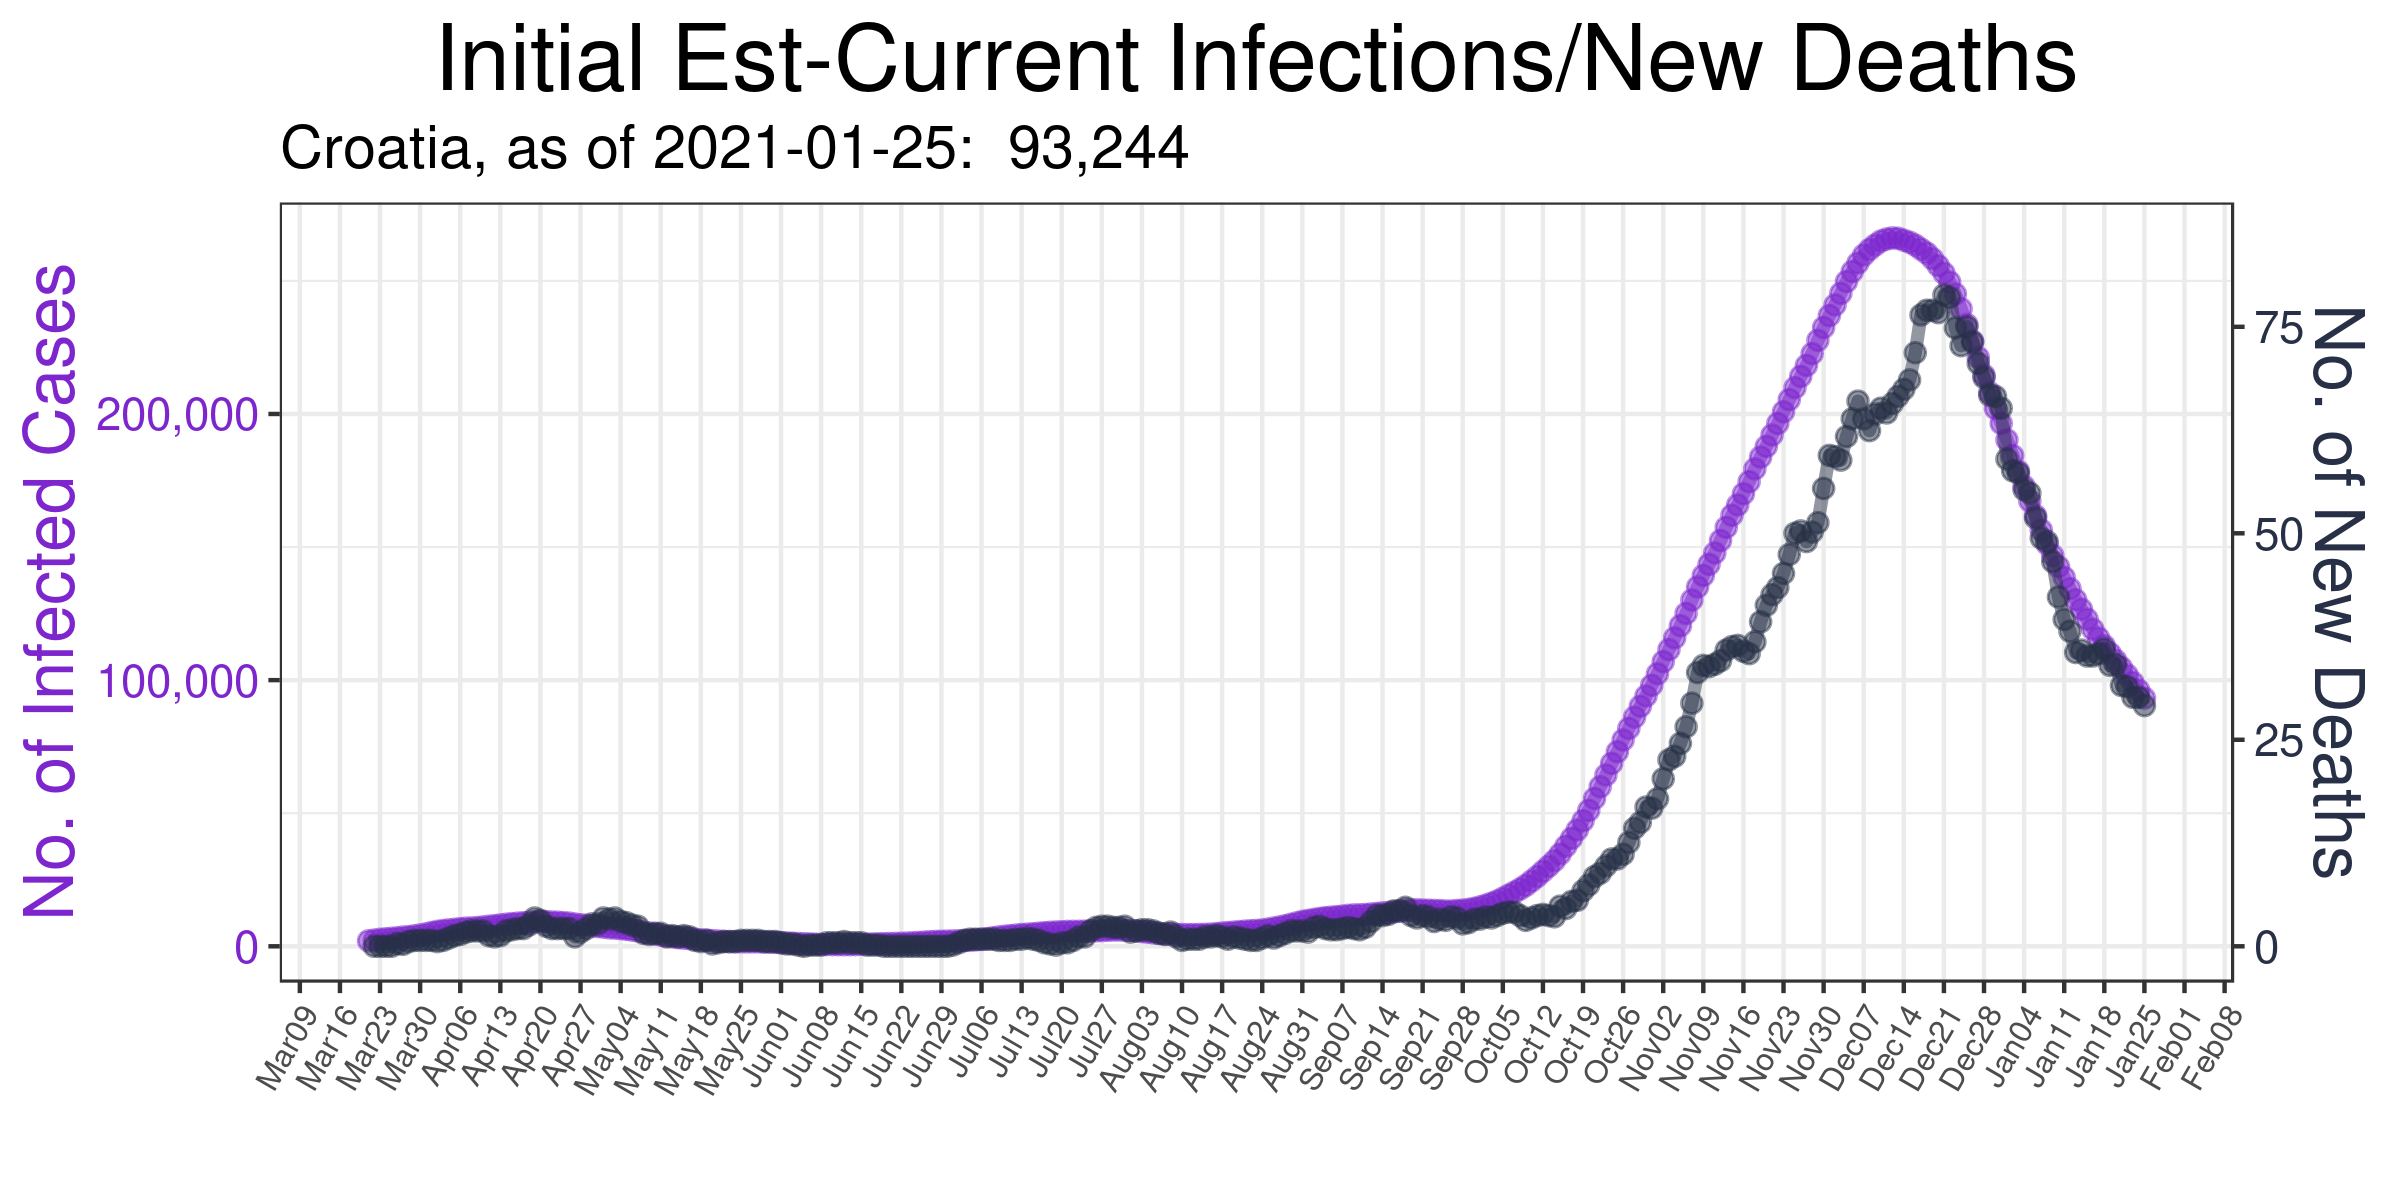 Initial Est-Current Infections/New Deaths
Croatia, as of 2021-01-25:  93,244
No. of Infected Cases
200,000
100,000
0
75
50
25
0
No. of New Deaths
Mar09
Mar16
Mar23
Mar30
Apr06
Apr13
Apr20
Apr27
May04
May11
May18
May25
Jun01
Jun08
Jun15
Jun22
Jun29
Jul06
Jul13
Jul20
Jul27
Aug03
Aug10
Aug17
Aug24
Aug31
Sep07
Sep14
Sep21
Sep28
Oct05
Oct12
Oct19
Oct26
Nov02
Nov09
Nov16
Nov23
Nov30
Dec07
Dec14
Dec21
Dec28
Jan04
Jan11
Jan18
Jan25
Feb01
Feb08